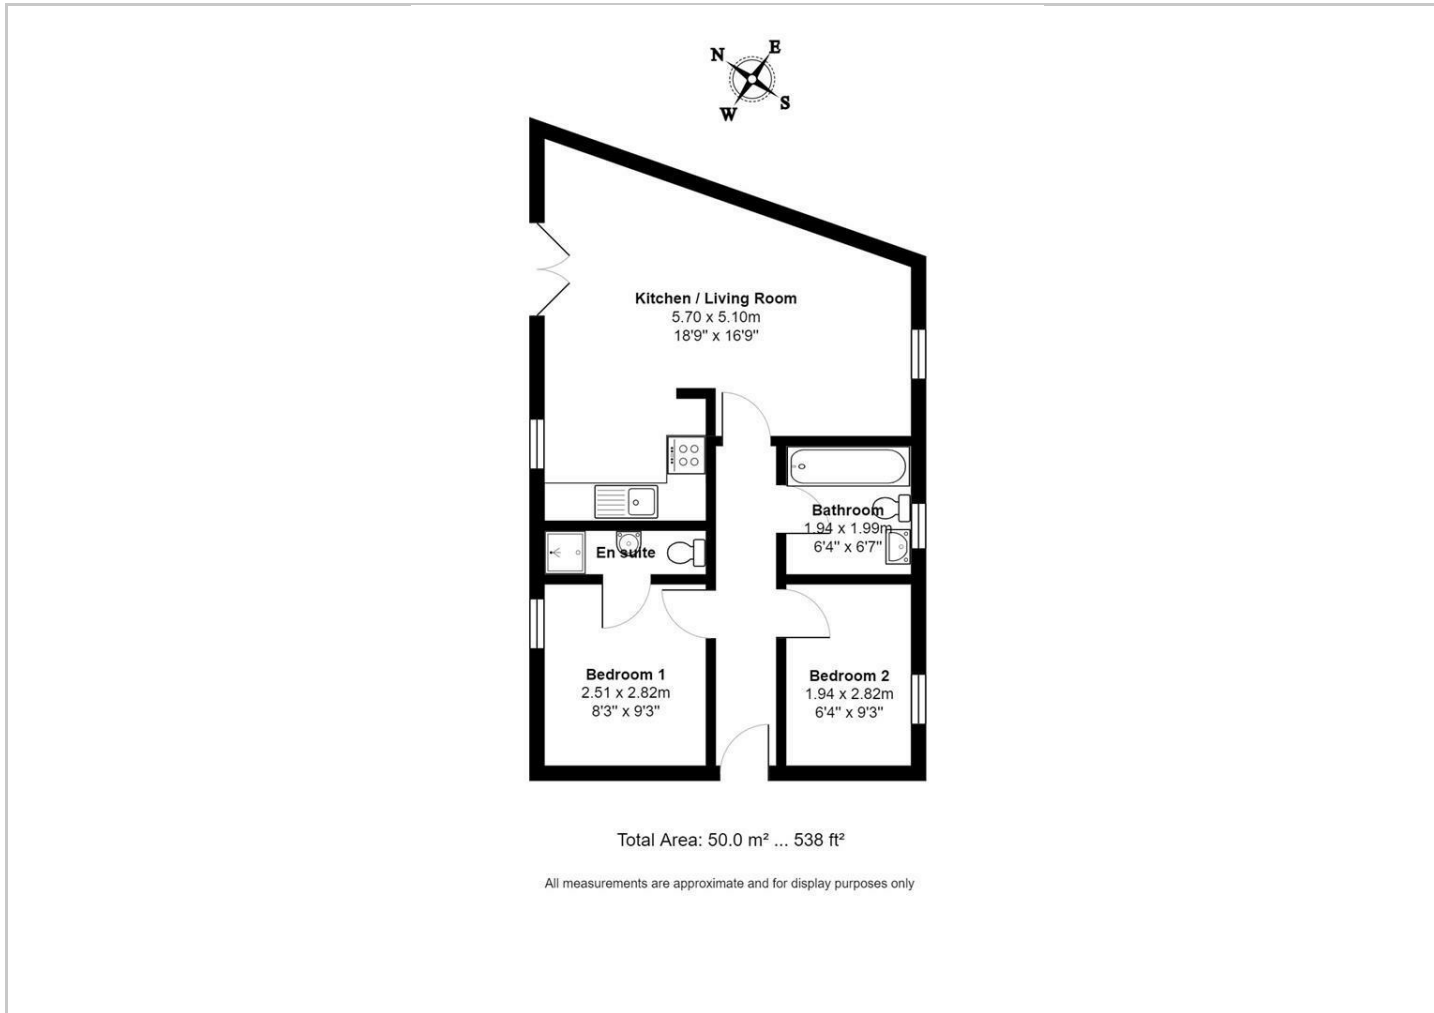 N
E
W
S
Kitchen / Living Room
5.70 x 5.10m
18'9" x 16'9"
Bathroom
1.94 x 1.99m
6'4" x 6'7"
En suite
Bedroom 1
2.51 x 2.82m
8'3" x 9'3"
Bedroom 2
1.94 x 2.82m
6'4" x 9'3"
Total Area: 50.0 m² ... 538 ft²
All measurements are approximate and for display purposes only